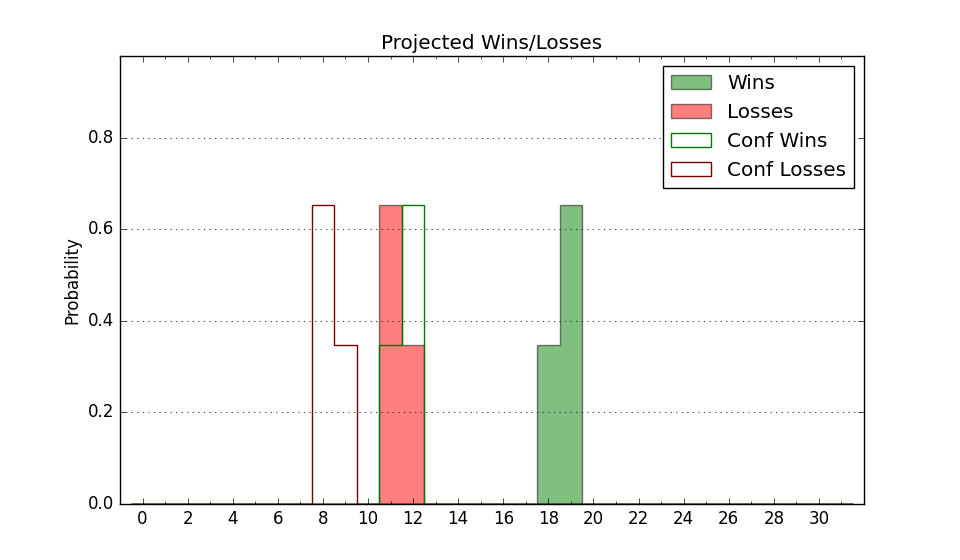 Projected Wins/Losses
Wins
Losses
Conf Wins
Conf Losses
Probability
0.8
0.6
0.4
0.2
0.0
0 2 4 6 8 10 12 14 16 18 20 22 24 26 28 30